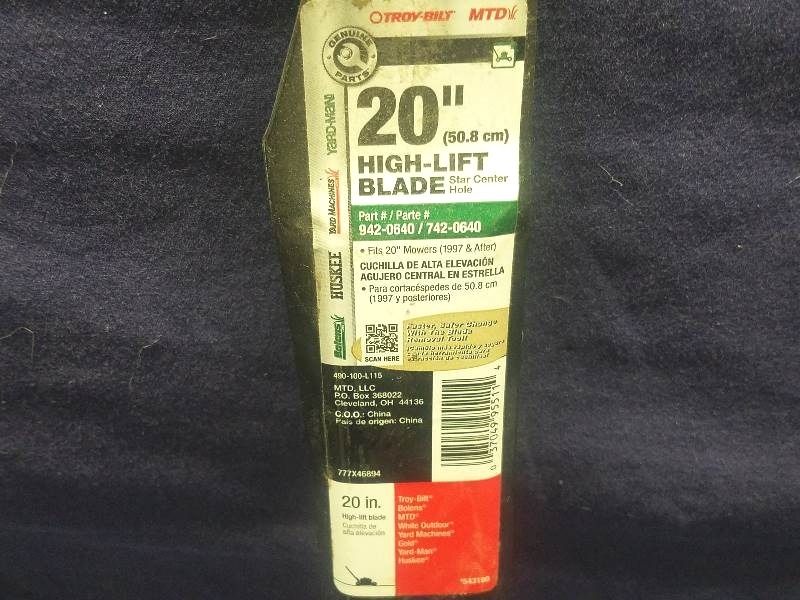 TROY-BILT MTD
GENUINE
PARTS
20"
(50.8 cm)
HIGH-LIFT
BLADE Star Center
Hole
Part # / Parte #
942-0640 / 742-0640
• Fits 20" Mowers (1997 & After)
CUCHILLA DE ALTA ELEVACIÓN
AGUJERO CENTRAL EN ESTRELLA
• Para cortacéspedes de 50.8 cm
(1997 y posteriores)
YARD-MAN
YARD MACHINES
HUSKEE
Bolens
SCAN HERE
Faster, Safer Change
With The Blade
Removal Tool!
490-100-L115
MTD, LLC
P.O. Box 368022
Cleveland, OH 44136
C.O.O.: China
País de origen: China
777X46894
0 37049 95511 4
20 in.
High-lift blade
Cuchilla de
alta elevación
Troy-Bilt®
Bolens®
MTD®
White Outdoor®
Yard Machines®
Gold®
Yard-Man®
Huskee®